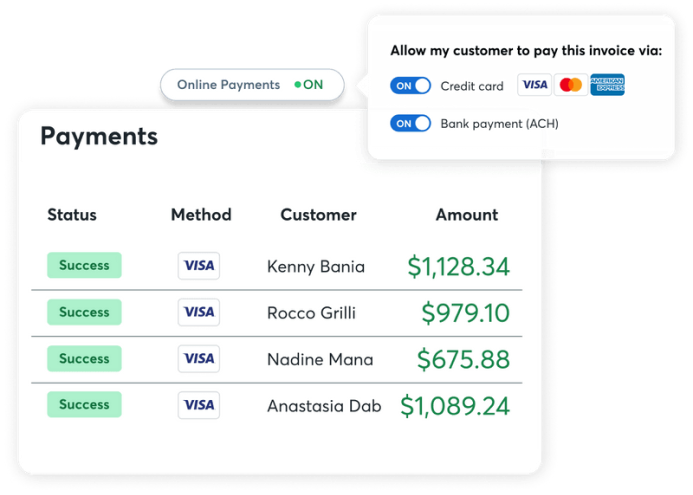 Allow my customer to pay this invoice via:
Online Payments ON
ON Credit card VISA AMERICAN EXPRESS
ON Bank payment (ACH)
Payments
Status Method Customer Amount
Success VISA Kenny Bania $1,128.34
Success VISA Rocco Grilli $979.10
Success VISA Nadine Mana $675.88
Success VISA Anastasia Dab $1,089.24